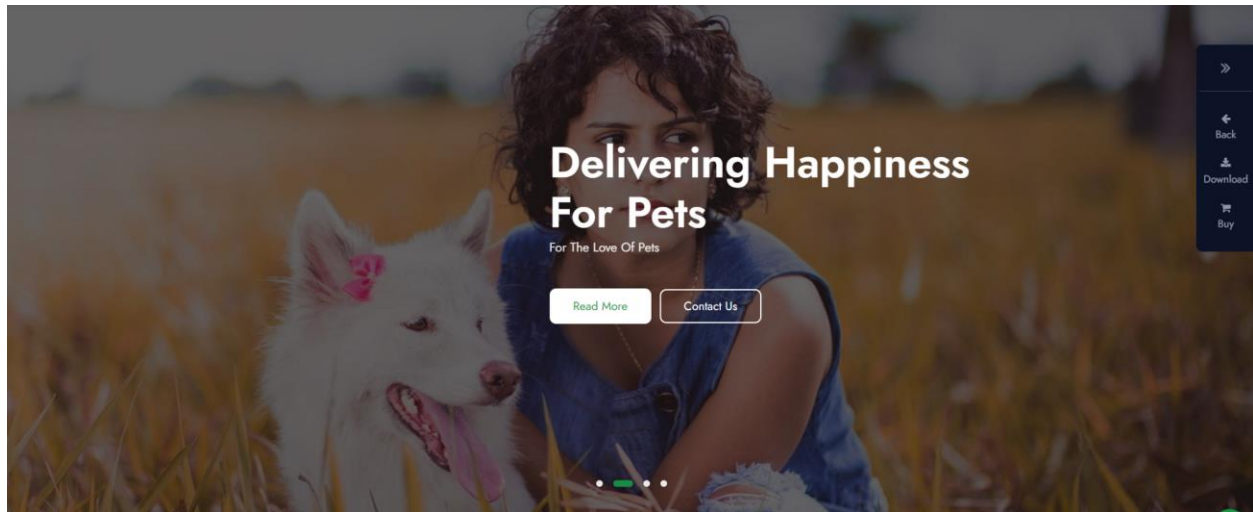 Delivering Happiness
For Pets
For The Love Of Pets
Read More
Contact Us
Back
Download
Buy